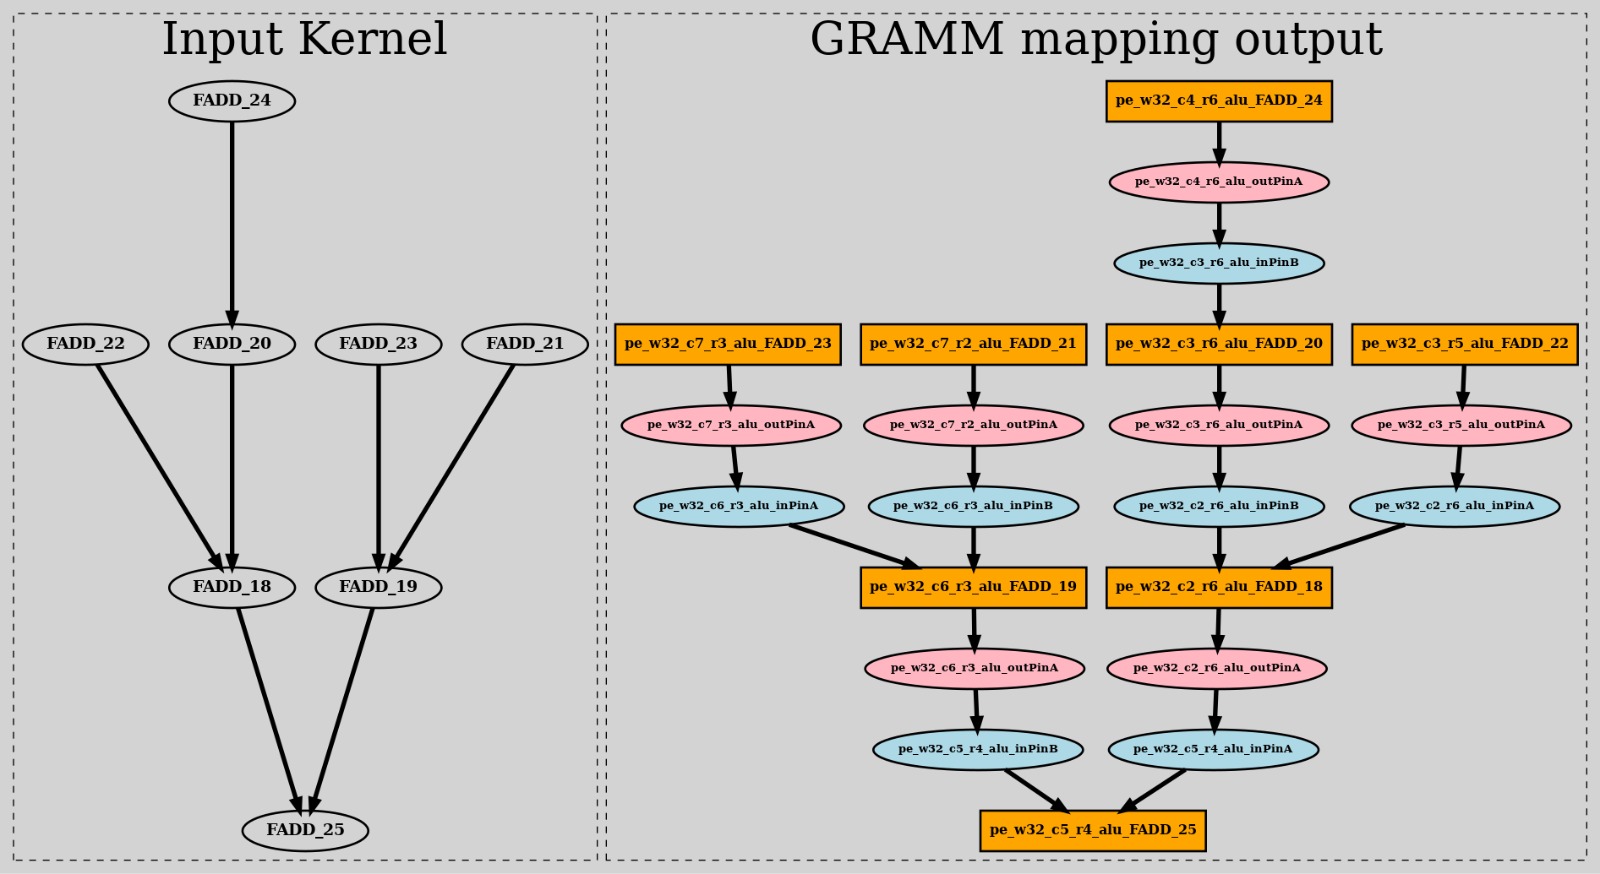 Input Kernel
FADD_24
FADD_22
FADD_20
FADD_23
FADD_21
FADD_18
FADD_19
FADD_25
GRAMM mapping output
pe_w32_c4_r6_alu_FADD_24
pe_w32_c4_r6_alu_outPinA
pe_w32_c3_r6_alu_inPinB
pe_w32_c7_r3_alu_FADD_23
pe_w32_c7_r2_alu_FADD_21
pe_w32_c3_r6_alu_FADD_20
pe_w32_c3_r5_alu_FADD_22
pe_w32_c7_r3_alu_outPinA
pe_w32_c7_r2_alu_outPinA
pe_w32_c3_r6_alu_outPinA
pe_w32_c3_r5_alu_outPinA
pe_w32_c6_r3_alu_inPinA
pe_w32_c6_r3_alu_inPinB
pe_w32_c2_r6_alu_inPinB
pe_w32_c2_r6_alu_inPinA
pe_w32_c6_r3_alu_FADD_19
pe_w32_c2_r6_alu_FADD_18
pe_w32_c6_r3_alu_outPinA
pe_w32_c2_r6_alu_outPinA
pe_w32_c5_r4_alu_inPinB
pe_w32_c5_r4_alu_inPinA
pe_w32_c5_r4_alu_FADD_25